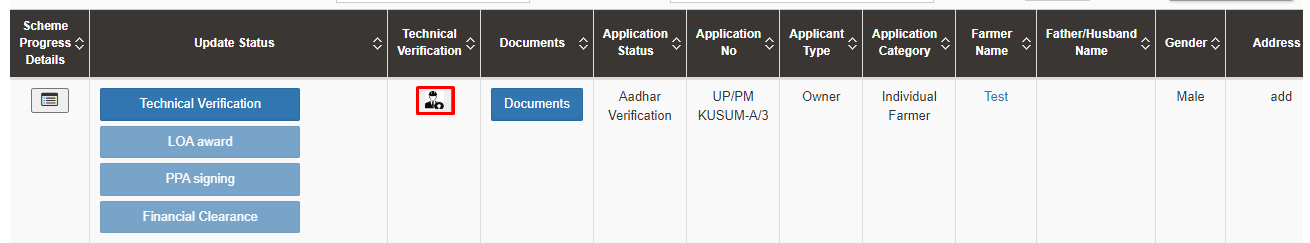 Scheme Progress Details
Update Status
Technical Verification
Documents
Application Status
Application No
Applicant Type
Application Category
Farmer Name
Father/Husband Name
Gender
Address
Technical Verification
LOA award
PPA signing
Financial Clearance
Documents
Aadhar Verification
UP/PM KUSUM-A/3
Owner
Individual Farmer
Test
Male
add